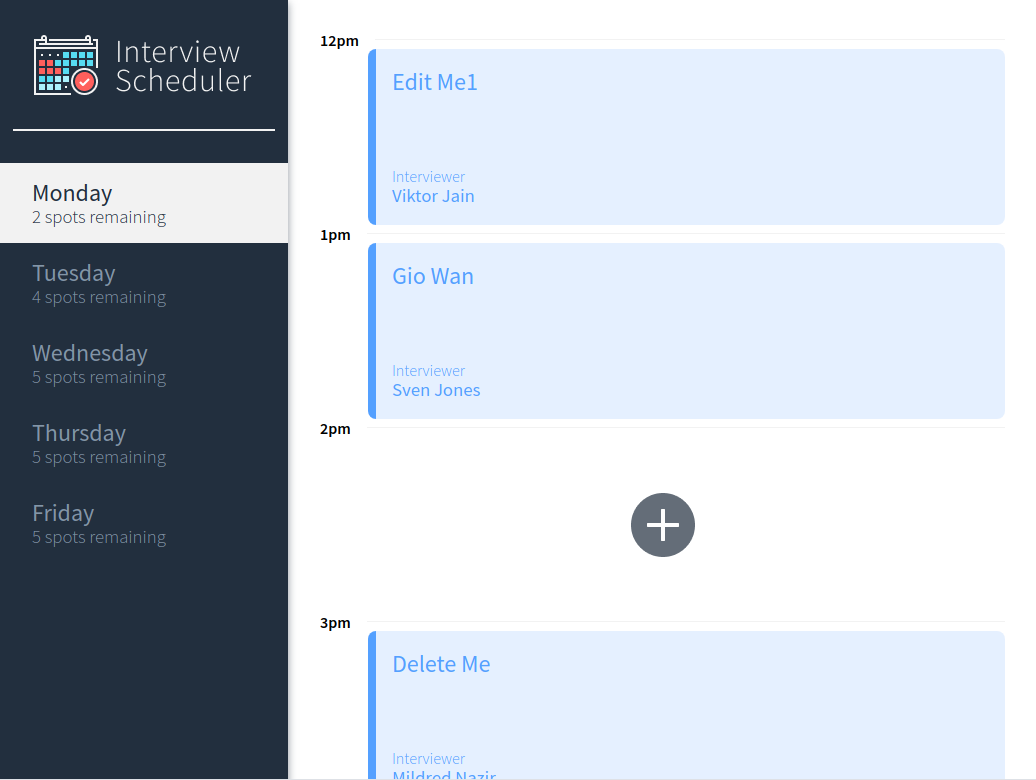 Interview
Scheduler
Monday
2 spots remaining
Tuesday
4 spots remaining
Wednesday
5 spots remaining
Thursday
5 spots remaining
Friday
5 spots remaining
12pm
Edit Me1
Interviewer
Viktor Jain
1pm
Gio Wan
Interviewer
Sven Jones
2pm
3pm
Delete Me
Interviewer
Mildred Nazir